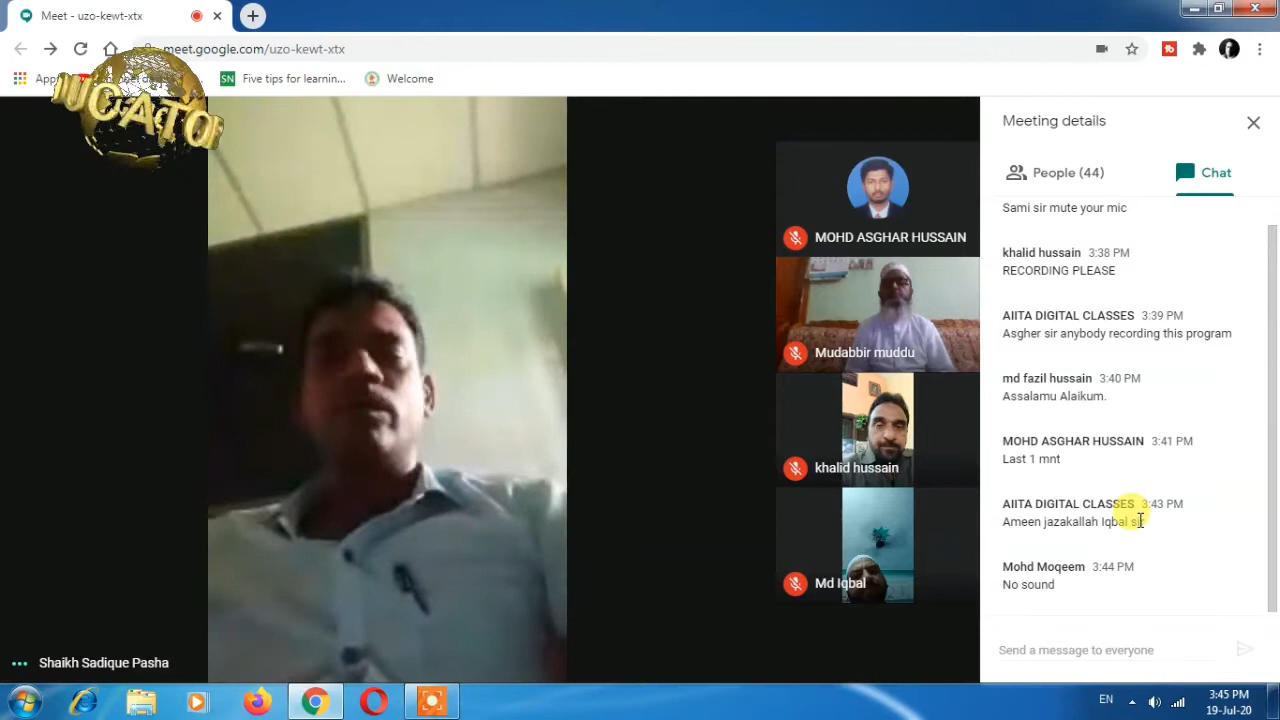 Meet - uzo-kewt-xtx
meet.google.com/uzo-kewt-xtx
SN Five tips for learnin...
Welcome
UCATO
Meeting details
People (44)
Chat
Sami sir mute your mic
khalid hussain 3:38 PM
RECORDING PLEASE
AIITA DIGITAL CLASSES 3:39 PM
Asgher sir anybody recording this program
md fazil hussain 3:40 PM
Assalamu Alaikum.
MOHD ASGHAR HUSSAIN 3:41 PM
Last 1 mnt
AIITA DIGITAL CLASSES 3:43 PM
Ameen jazakallah Iqbal sir
Mohd Moqeem 3:44 PM
No sound
Send a message to everyone
MOHD ASGHAR HUSSAIN
Mudabbir muddu
khalid hussain
Md Iqbal
Shaikh Sadique Pasha
EN
3:45 PM
19-Jul-20